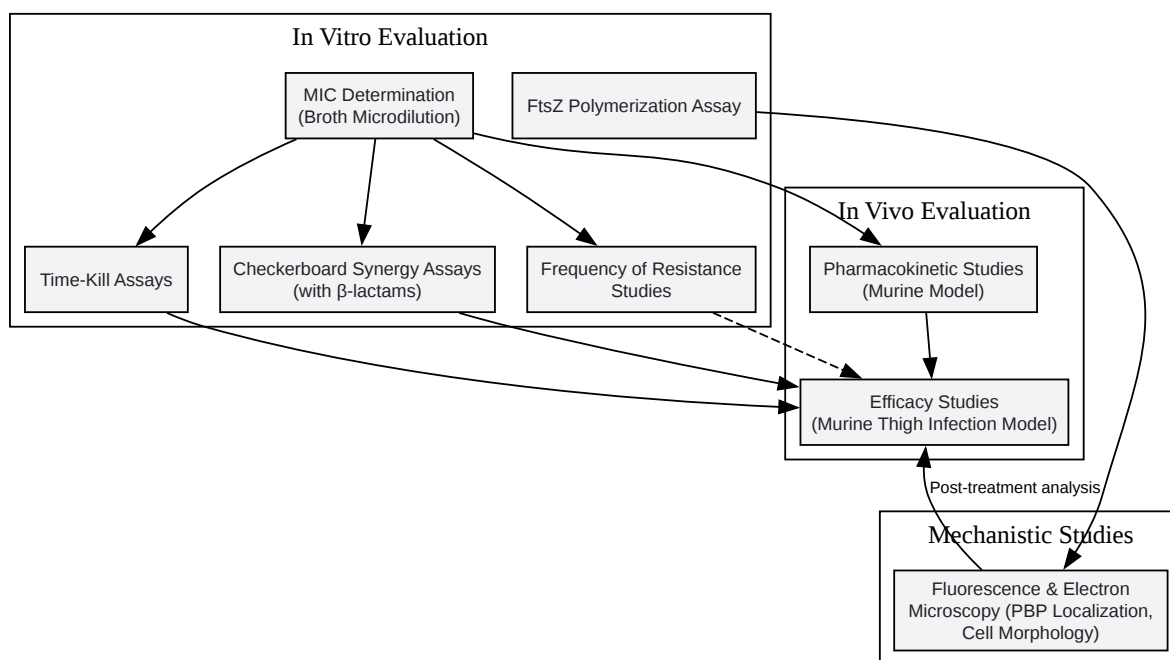 In Vitro Evaluation
MIC Determination
(Broth Microdilution)
FtsZ Polymerization Assay
In Vivo Evaluation
Time-Kill Assays
Checkerboard Synergy Assays
(with β-lactams)
Frequency of Resistance
Studies
Pharmacokinetic Studies
(Murine Model)
Efficacy Studies
(Murine Thigh Infection Model)
Post-treatment analysis
Mechanistic Studies
Fluorescence & Electron
Microscopy (PBP Localization,
Cell Morphology)